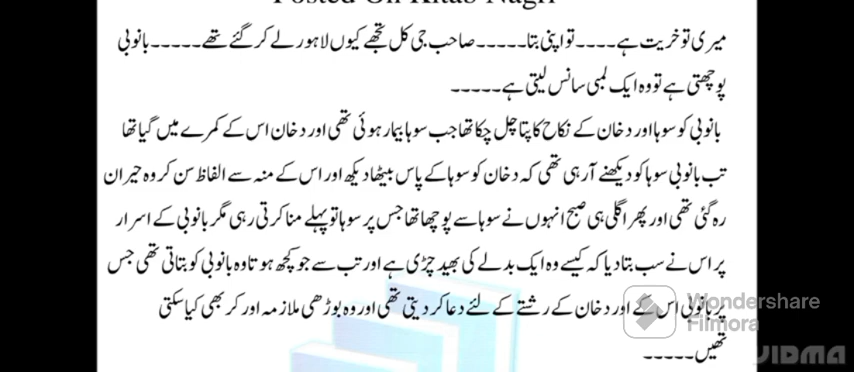 Posted On Kitab Nagri
میری تو خریت ہے۔۔۔۔ تو اپنی بتا۔۔۔۔۔ صاحب جی کل تجھے کیوں لاہور لے کر گئے تھے۔۔۔۔۔ بانو بی
پوچھتی ہے تو وہ ایک لمبی سانس لیتی ہے۔۔۔۔۔
بانو بی کو سوہا اور دخان کے نکاح کا پتا چل چکا تھا جب سوہا بیمار ہوئی تھی اور دخان اس کے کمرے میں گیا تھا
تب بانو بی سوہا کو دیکھنے آرہی تھی کہ دخان کو سوہا کے پاس بیٹھا دیکھ اور اس کے منہ سے الفاظ سن کر وہ حیران
رہ گئی تھی اور پھر اگلی ہی صبح انہوں نے سوہا سے پوچھا تھا جس پر سوہا تو پہلے منا کرتی رہی مگر بانو بی کے اسرار
پر اس نے سب بتا دیا کہ کیسے وہ ایک بدلے کی بھید چڑی ہے اور تب سے جو کچھ ہوتا وہ بانو بی کو بتاتی تھی جس
پر بانو بی اس کے اور دخان کے رشتے کے لئے دعا کر دیتی تھی اور وہ بوڑھی ملازمہ اور کر بھی کیا سکتی
تھیں۔۔۔۔۔
Wondershare
Filmora
VIDMA